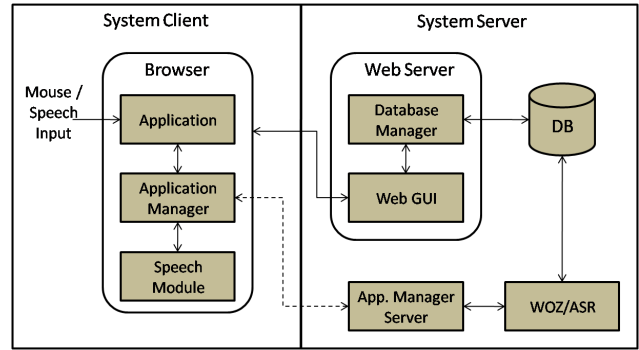 System Client
System Server
Browser
Web Server
Mouse /
Speech
Input
Application
Database
Manager
DB
Application
Manager
Web GUI
Speech
Module
App. Manager
Server
WOZ/ASR